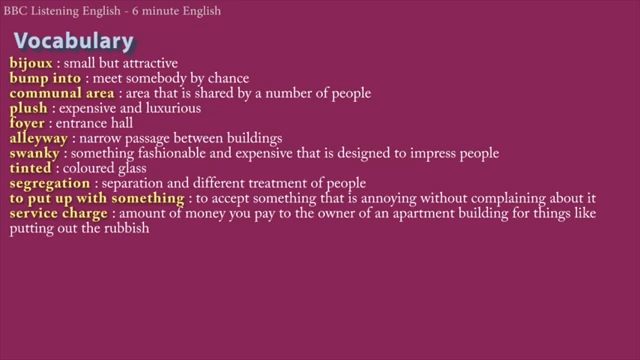 BBC Listening English - 6 minute English
Vocabulary
bijoux : small but attractive
bump into : meet somebody by chance
communal area : area that is shared by a number of people
plush : expensive and luxurious
foyer : entrance hall
alleyway : narrow passage between buildings
swanky : something fashionable and expensive that is designed to impress people
tinted : coloured glass
segregation : separation and different treatment of people
to put up with something : to accept something that is annoying without complaining about it
service charge : amount of money you pay to the owner of an apartment building for things like
putting out the rubbish